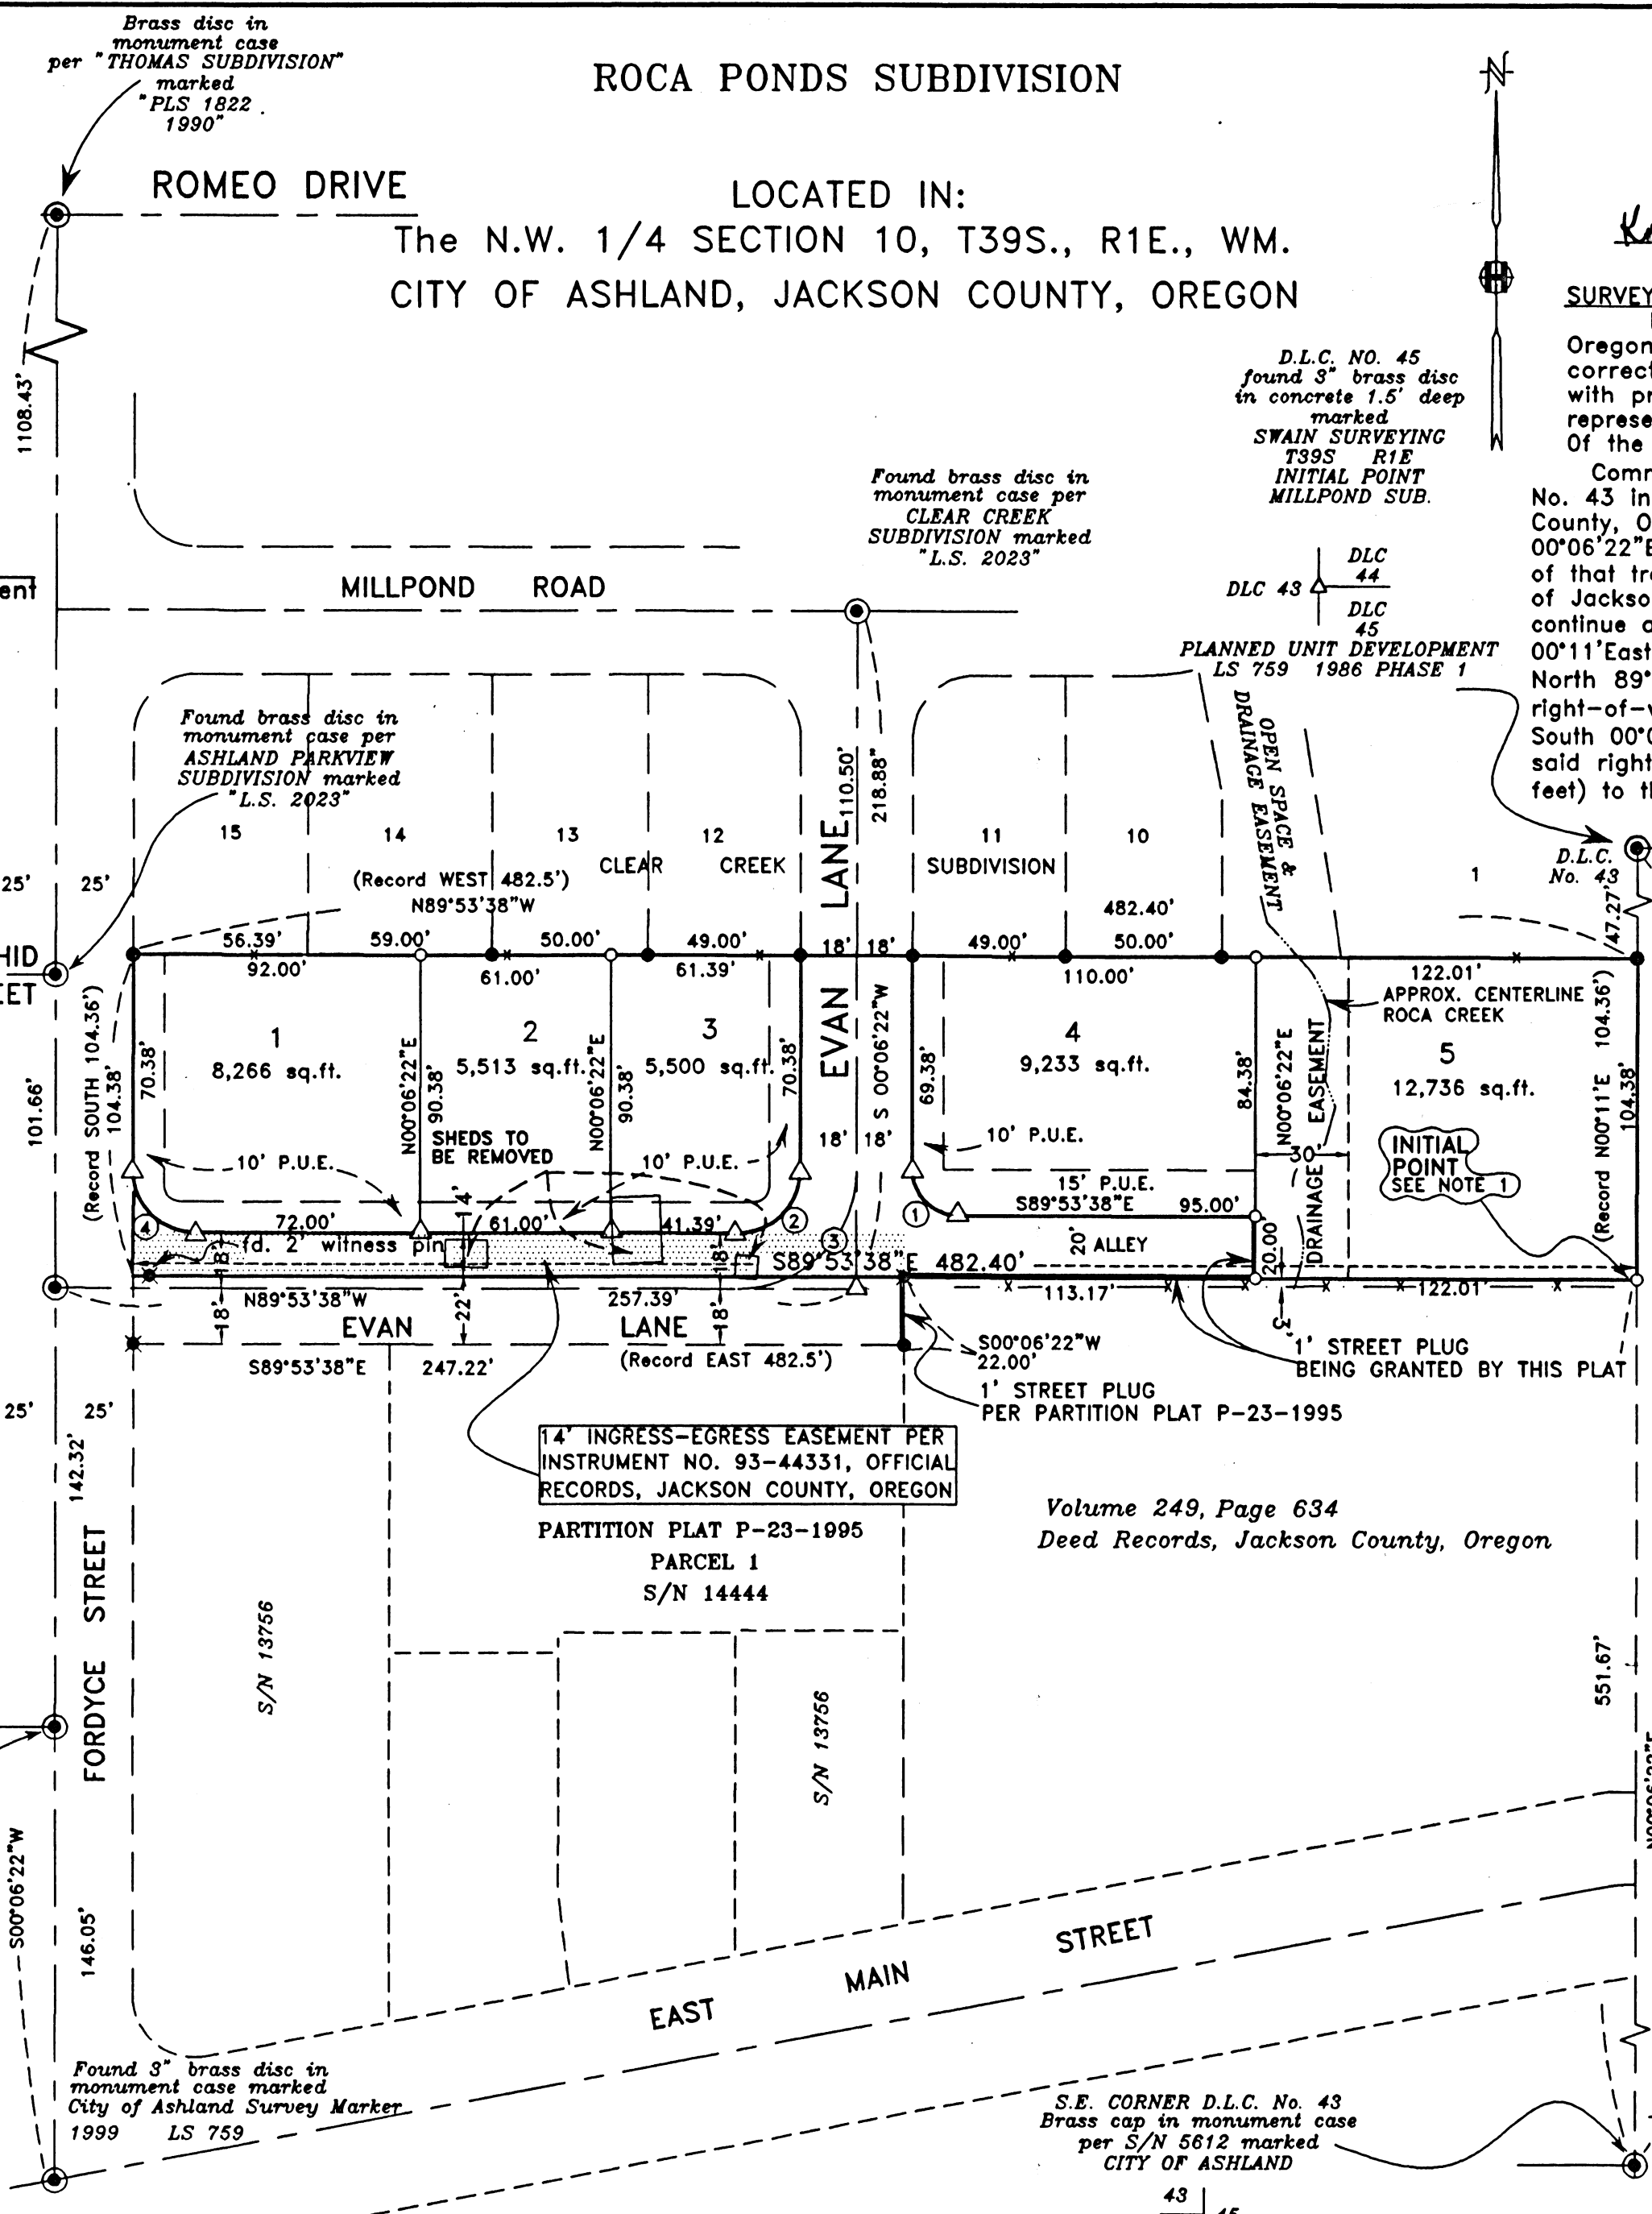 Brass disc in
monument case
per "THOMAS SUBDIVISION"
marked
"PLS 1822
1990"
ROCA PONDS SUBDIVISION
N
ROMEO DRIVE
LOCATED IN:
The N.W. 1/4 SECTION 10, T39S., R1E., WM.
CITY OF ASHLAND, JACKSON COUNTY, OREGON
H
SURVEY
Oregon
correct
with pr
represe
Of the
Comm
No. 43 in
County, O
00°06'22"E
of that tra
of Jackso
continue a
00°11'East
North 89°
right-of-v
South 00°0
said right
feet) to th
1108.43'
D.L.C. NO. 45
found 3" brass disc
in concrete 1.5' deep
marked
SWAIN SURVEYING
T39S R1E
INITIAL POINT
MILLPOND SUB.
Found brass disc in
monument case per
CLEAR CREEK
SUBDIVISION marked
"L.S. 2023"
DLC 43
DLC
44
DLC
45
PLANNED UNIT DEVELOPMENT
LS 759 1986 PHASE 1
ent
MILLPOND ROAD
Found brass disc in
monument case per
ASHLAND PARKVIEW
SUBDIVISION marked
"L.S. 2023"
OPEN SPACE &
DRAINAGE EASEMENT
110.50'
218.88"
EVAN LANE
15
14
13
12
11
10
1
CLEAR CREEK SUBDIVISION
D.L.C.
No. 43
47.27'
25' 25'
(Record WEST 482.5')
N89°53'38"W
482.40'
HID
EET
56.39'
59.00'
50.00'
49.00'
18' 18'
49.00'
50.00'
92.00'
61.00'
61.39'
110.00'
122.01'
APPROX. CENTERLINE
ROCA CREEK
101.66'
(Record SOUTH 104.36')
104.38'
70.38'
1
8,266 sq.ft.
N00°06'22"E
90.38'
2
5,513 sq.ft.
N00°06'22"E
90.38'
3
5,500 sq.ft.
70.38'
EVAN
S 00°06'22"W
69.38'
4
9,233 sq.ft.
84.38'
N00°06'22"E
DRAINAGE EASEMENT
30'
5
12,736 sq.ft.
(Record N00°11'E 104.36')
104.38'
10' P.U.E.
SHEDS TO
BE REMOVED
10' P.U.E.
18' 18'
10' P.U.E.
15' P.U.E.
INITIAL
POINT
SEE NOTE 1
4
72.00'
14'
61.00'
41.39'
2
3
1
S89°53'38"E 95.00'
fd. 2' witness pin
18'
18'
20' ALLEY
20.00'
S89°53'38"E 482.40'
N89°53'38"W
257.39'
113.17'
122.01'
18'
22'
18'
3'
EVAN LANE
S89°53'38"E 247.22'
(Record EAST 482.5')
S00°06'22"W
22.00'
1' STREET PLUG
BEING GRANTED BY THIS PLAT
1' STREET PLUG
PER PARTITION PLAT P-23-1995
25' 25'
142.32'
14' INGRESS-EGRESS EASEMENT PER
INSTRUMENT NO. 93-44331, OFFICIAL
RECORDS, JACKSON COUNTY, OREGON
PARTITION PLAT P-23-1995
PARCEL 1
S/N 14444
Volume 249, Page 634
Deed Records, Jackson County, Oregon
FORDYCE STREET
S/N 13756
S/N 13756
551.67'
S00°06'22"W
146.05'
EAST MAIN STREET
Found 3" brass disc in
monument case marked
City of Ashland Survey Marker
1999 LS 759
S.E. CORNER D.L.C. No. 43
Brass cap in monument case
per S/N 5612 marked
CITY OF ASHLAND
43